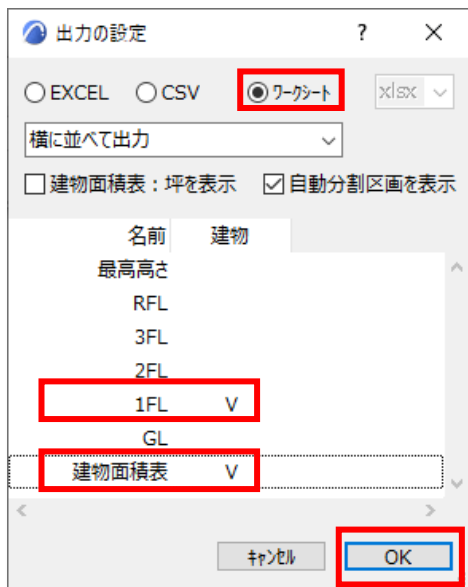 出力の設定 ? ×
EXCEL CSV ワークシート xlsx
横に並べて出力
建物面積表：坪を表示 自動分割区画を表示
名前 建物
最高高さ
RFL
3FL
2FL
1FL V
GL
建物面積表 V
キャンセル OK